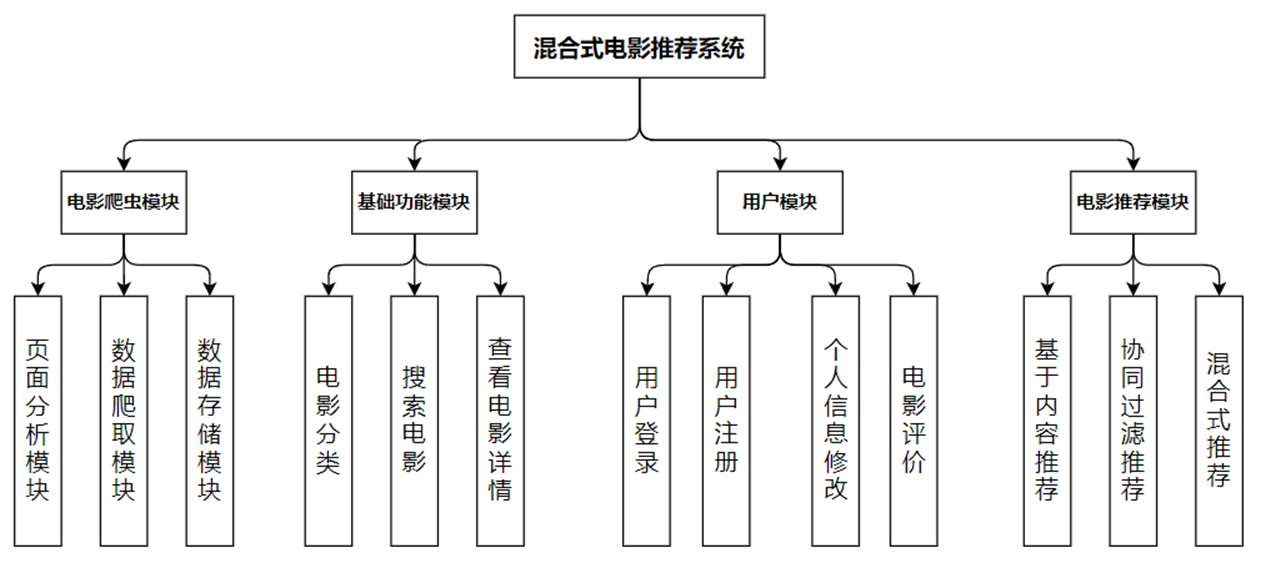 混合式电影推荐系统
电影爬虫模块
基础功能模块
用户模块
电影推荐模块
页面分析模块
数据爬取模块
数据存储模块
电影分类
搜索电影
查看电影详情
用户登录
用户注册
个人信息修改
电影评价
基于内容推荐
协同过滤推荐
混合式推荐